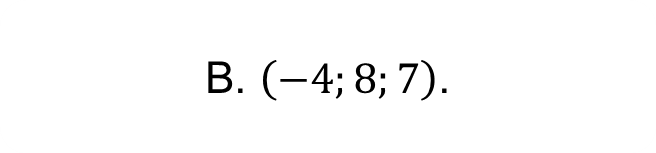 B. (−4; 8; 7).